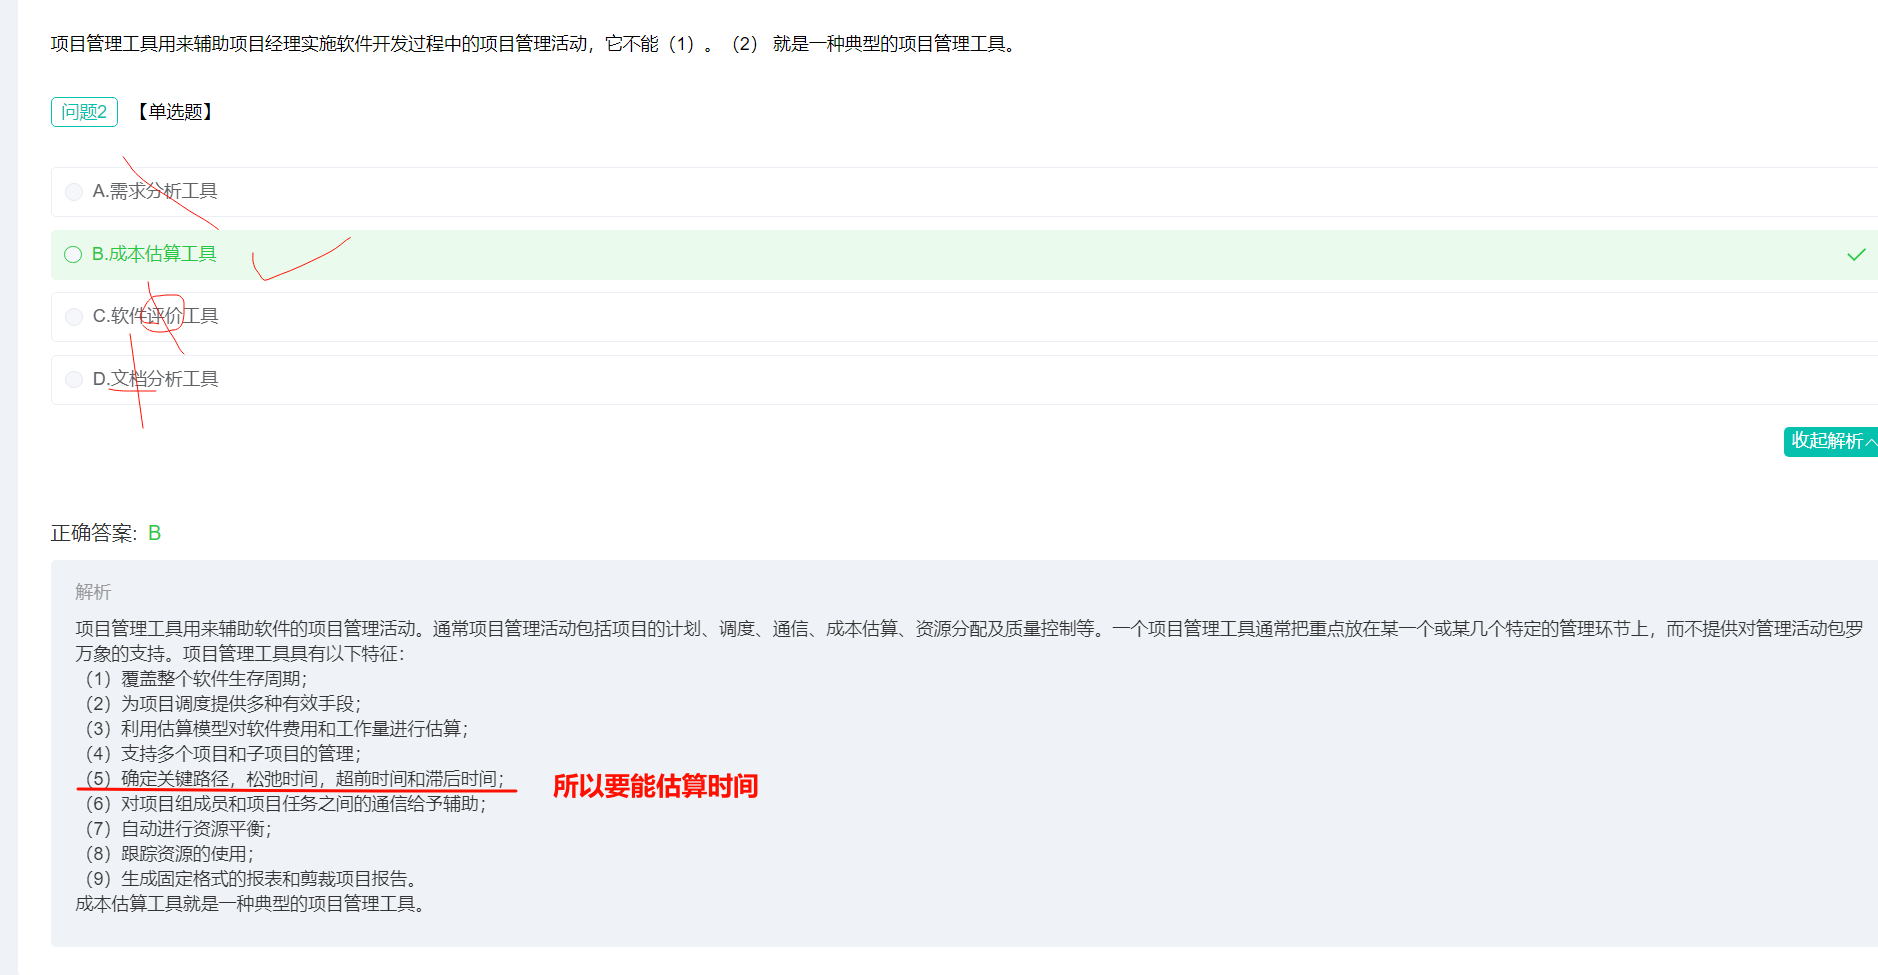 项目管理工具用来辅助项目经理实施软件开发过程中的项目管理活动，它不能（1）。（2） 就是一种典型的项目管理工具。
问题2 【单选题】
A.需求分析工具
B.成本估算工具
C.软件评价工具
D.文档分析工具
收起解析
正确答案: B
解析
项目管理工具用来辅助软件的项目管理活动。通常项目管理活动包括项目的计划、调度、通信、成本估算、资源分配及质量控制等。一个项目管理工具通常把重点放在某一个或某几个特定的管理环节上，而不提供对管理活动包罗
万象的支持。项目管理工具具有以下特征：
（1）覆盖整个软件生存周期；
（2）为项目调度提供多种有效手段；
（3）利用估算模型对软件费用和工作量进行估算；
（4）支持多个项目和子项目的管理；
（5）确定关键路径，松弛时间，超前时间和滞后时间；
所以要能估算时间
（6）对项目组成员和项目任务之间的通信给予辅助；
（7）自动进行资源平衡；
（8）跟踪资源的使用；
（9）生成固定格式的报表和剪裁项目报告。
成本估算工具就是一种典型的项目管理工具。